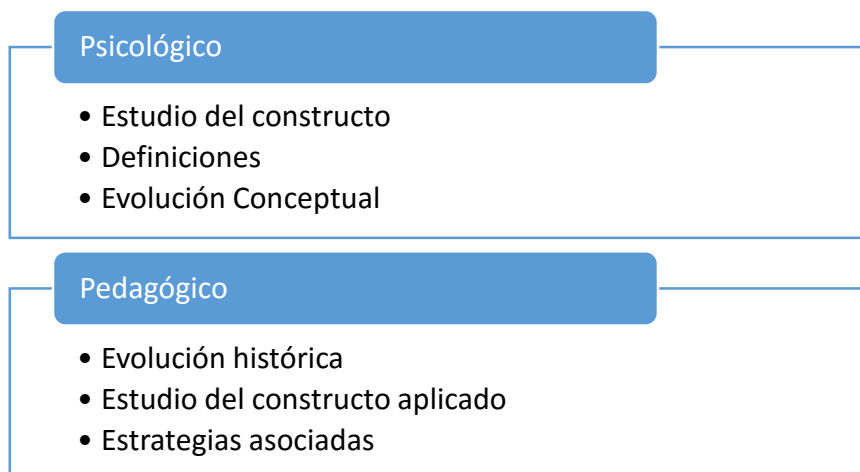 Psicológico
• Estudio del constructo
• Definiciones
• Evolución Conceptual
Pedagógico
• Evolución histórica
• Estudio del constructo aplicado
• Estrategias asociadas